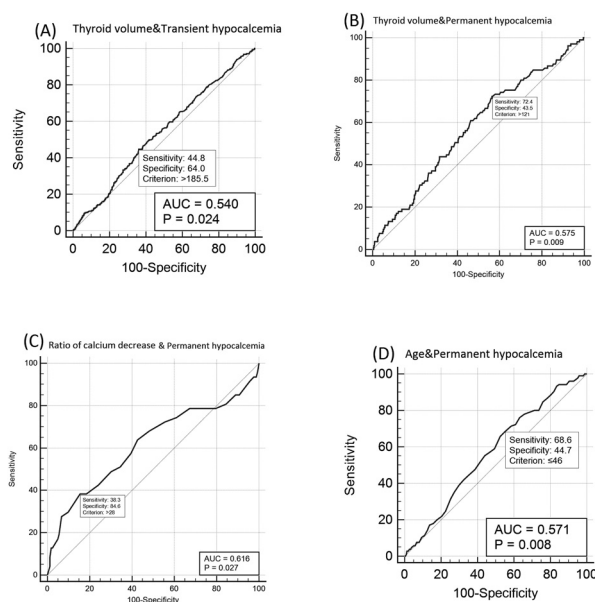 (A)
Thyroid volume&Transient hypocalcemia
100
80
60
40
20
0
Sensitivity
Sensitivity: 44.8
Specificity: 64.0
Criterion: >185.5
AUC = 0.540
P = 0.024
0 20 40 60 80 100
100-Specificity
(B)
Thyroid volume&Permanent hypocalcemia
100
80
60
40
20
0
Sensitivity
Sensitivity: 72.4
Specificity: 43.5
Criterion: >121
AUC = 0.575
P = 0.009
0 20 40 60 80 100
100-Specificity
(C)
Ratio of calcium decrease & Permanent hypocalcemia
100
80
60
40
20
0
Sensitivity
Sensitivity: 38.3
Specificity: 84.6
Criterion: >28
AUC = 0.616
P = 0.027
0 20 40 60 80 100
100-Specificity
(D)
Age&Permanent hypocalcemia
100
80
60
40
20
0
Sensitivity
Sensitivity: 68.6
Specificity: 44.7
Criterion: ≤46
AUC = 0.571
P = 0.008
0 20 40 60 80 100
100-Specificity